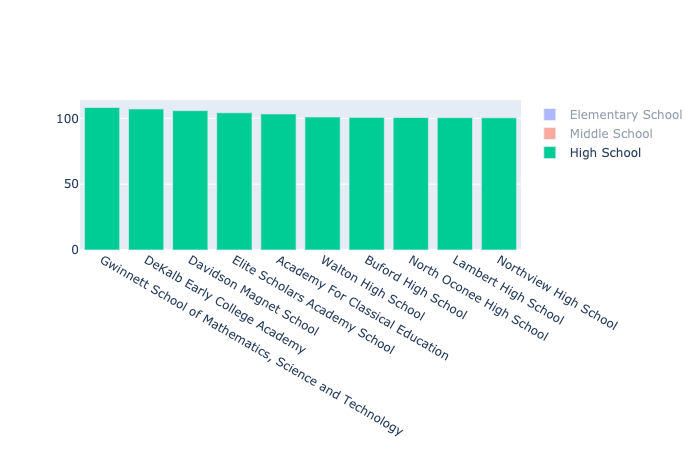 100
50
0
Gwinnett School of Mathematics, Science and Technology
DeKalb Early College Academy
Davidson Magnet School
Elite Scholars Academy School
Academy For Classical Education
Walton High School
Buford High School
North Oconee High School
Lambert High School
Northview High School
Elementary School
Middle School
High School